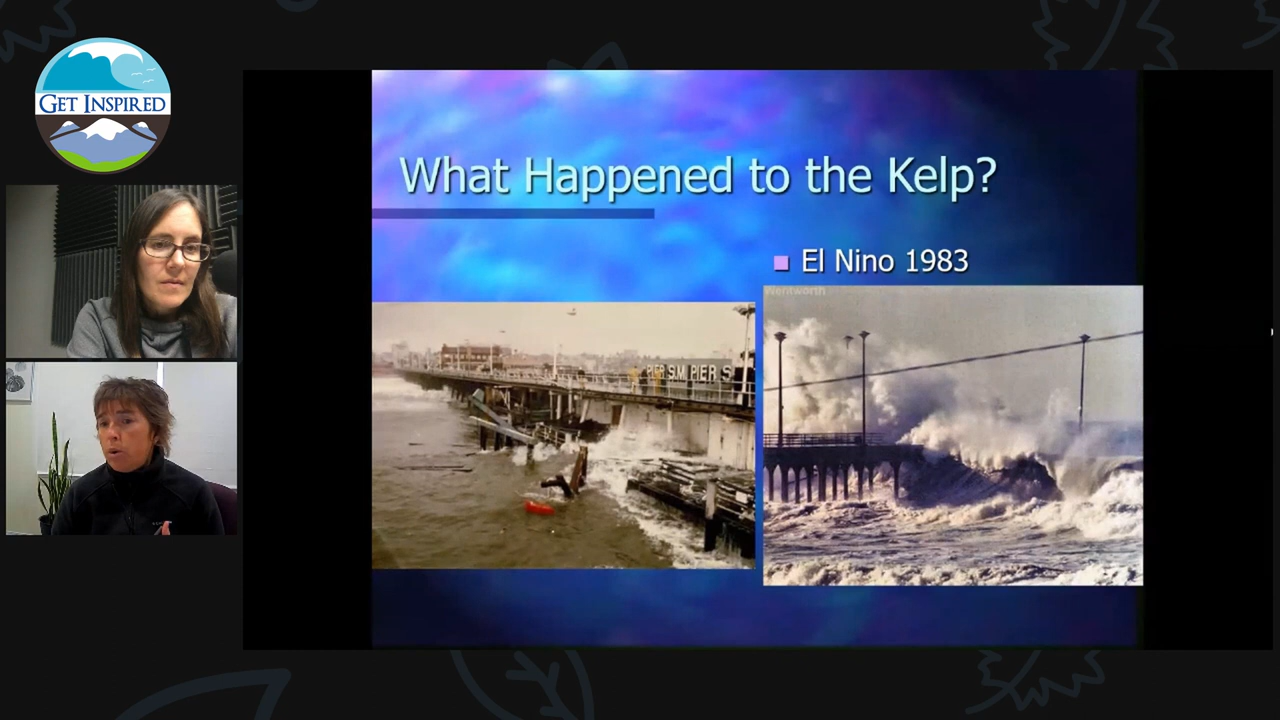 GET INSPIRED
What Happened to the Kelp?
El Nino 1983
Wentworth
S.M PIER S